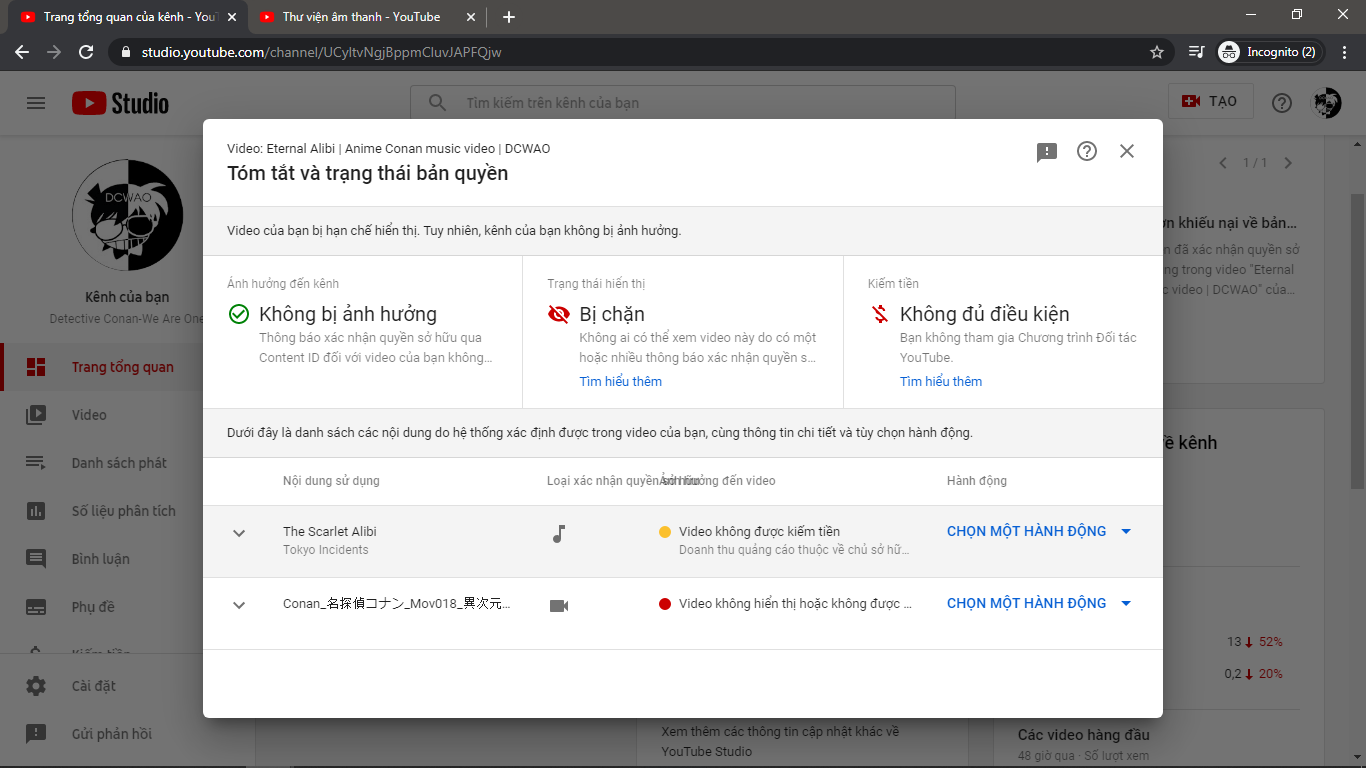 Trang tổng quan của kênh - You
Thư viện âm thanh - YouTube
studio.youtube.com/channel/UCyltvNgjBppmCluvJAPFQjw
Incognito (2)
Studio
Tìm kiếm trên kênh của bạn
TẠO
DCWAO
Kênh của bạn
Detective Conan-We Are One
Trang tổng quan
Video
Danh sách phát
Số liệu phân tích
Bình luận
Phụ đề
Kiếm tiền
Cài đặt
Gửi phản hồi
Video: Eternal Alibi | Anime Conan music video | DCWAO
Tóm tắt và trạng thái bản quyền
Video của bạn bị hạn chế hiển thị. Tuy nhiên, kênh của bạn không bị ảnh hưởng.
Ảnh hưởng đến kênh
Không bị ảnh hưởng
Thông báo xác nhận quyền sở hữu qua
Content ID đối với video của bạn không...
Trạng thái hiển thị
Bị chặn
Không ai có thể xem video này do có một
hoặc nhiều thông báo xác nhận quyền s...
Tìm hiểu thêm
Kiếm tiền
Không đủ điều kiện
Bạn không tham gia Chương trình Đối tác
YouTube.
Tìm hiểu thêm
Dưới đây là danh sách các nội dung do hệ thống xác định được trong video của bạn, cùng thông tin chi tiết và tùy chọn hành động.
Nội dung sử dụng
Loại xác nhận quyền sở hữu
Ảnh hưởng đến video
Hành động
The Scarlet Alibi
Tokyo Incidents
Video không được kiếm tiền
Doanh thu quảng cáo thuộc về chủ sở hữ...
CHỌN MỘT HÀNH ĐỘNG
Conan_名探偵コナン_Mov018_異次元...
Video không hiển thị hoặc không được ...
CHỌN MỘT HÀNH ĐỘNG
1 / 1
ơn khiếu nại về bản...
n đã xác nhận quyền sở
ng trong video "Eternal
c video | DCWAO" của...
ề kênh
13 52%
0,2 20%
Các video hàng đầu
48 giờ qua · Số lượt xem
Xem thêm các thông tin cập nhật khác về
YouTube Studio